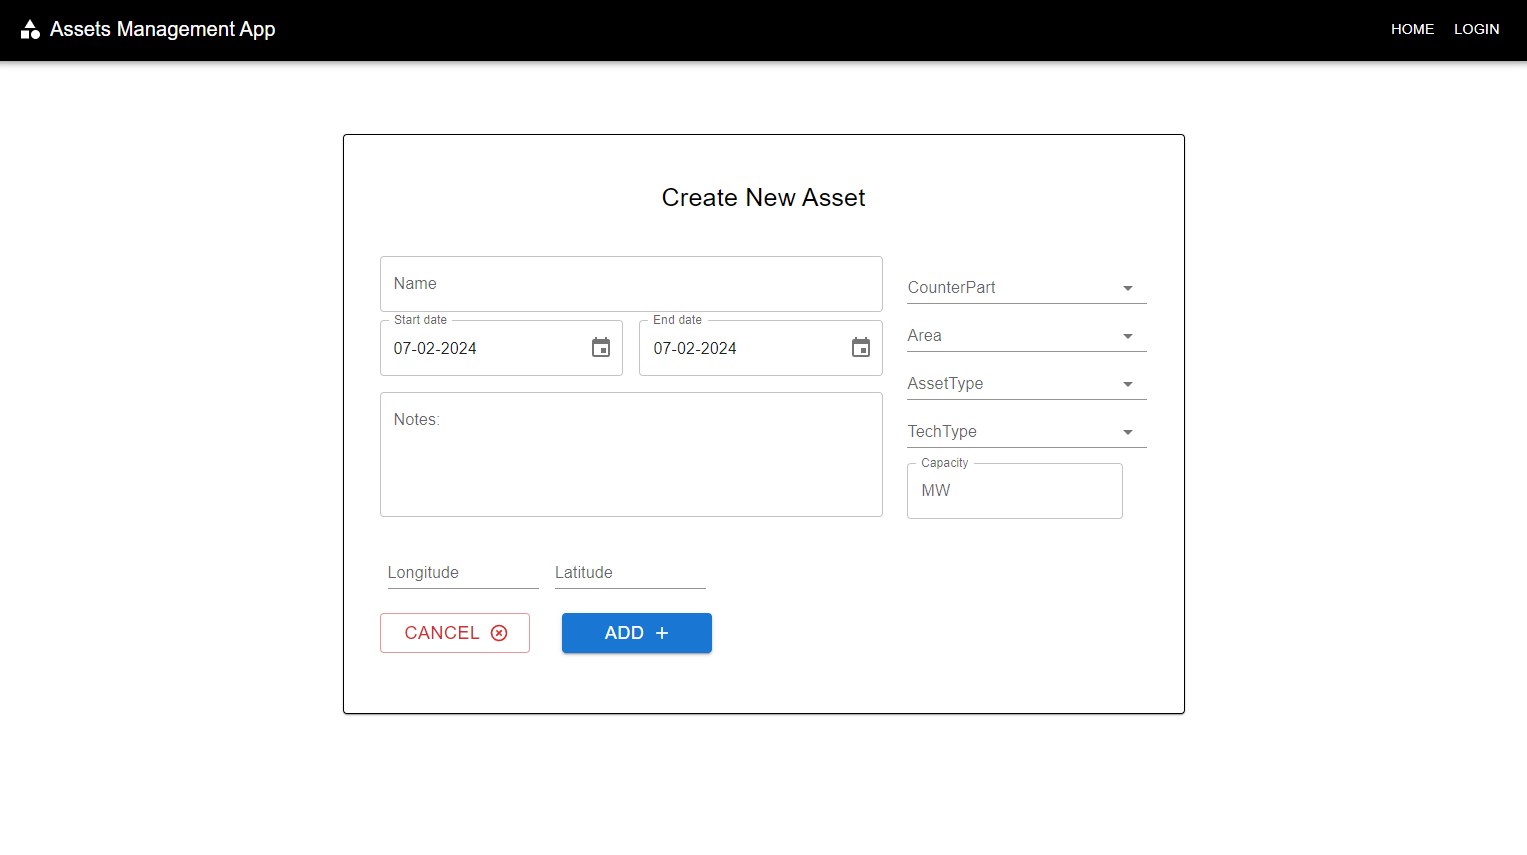 Assets Management App
HOME LOGIN
Create New Asset
Name
Start date
07-02-2024
End date
07-02-2024
Notes:
CounterPart
Area
AssetType
TechType
Capacity
MW
Longitude
Latitude
CANCEL
ADD